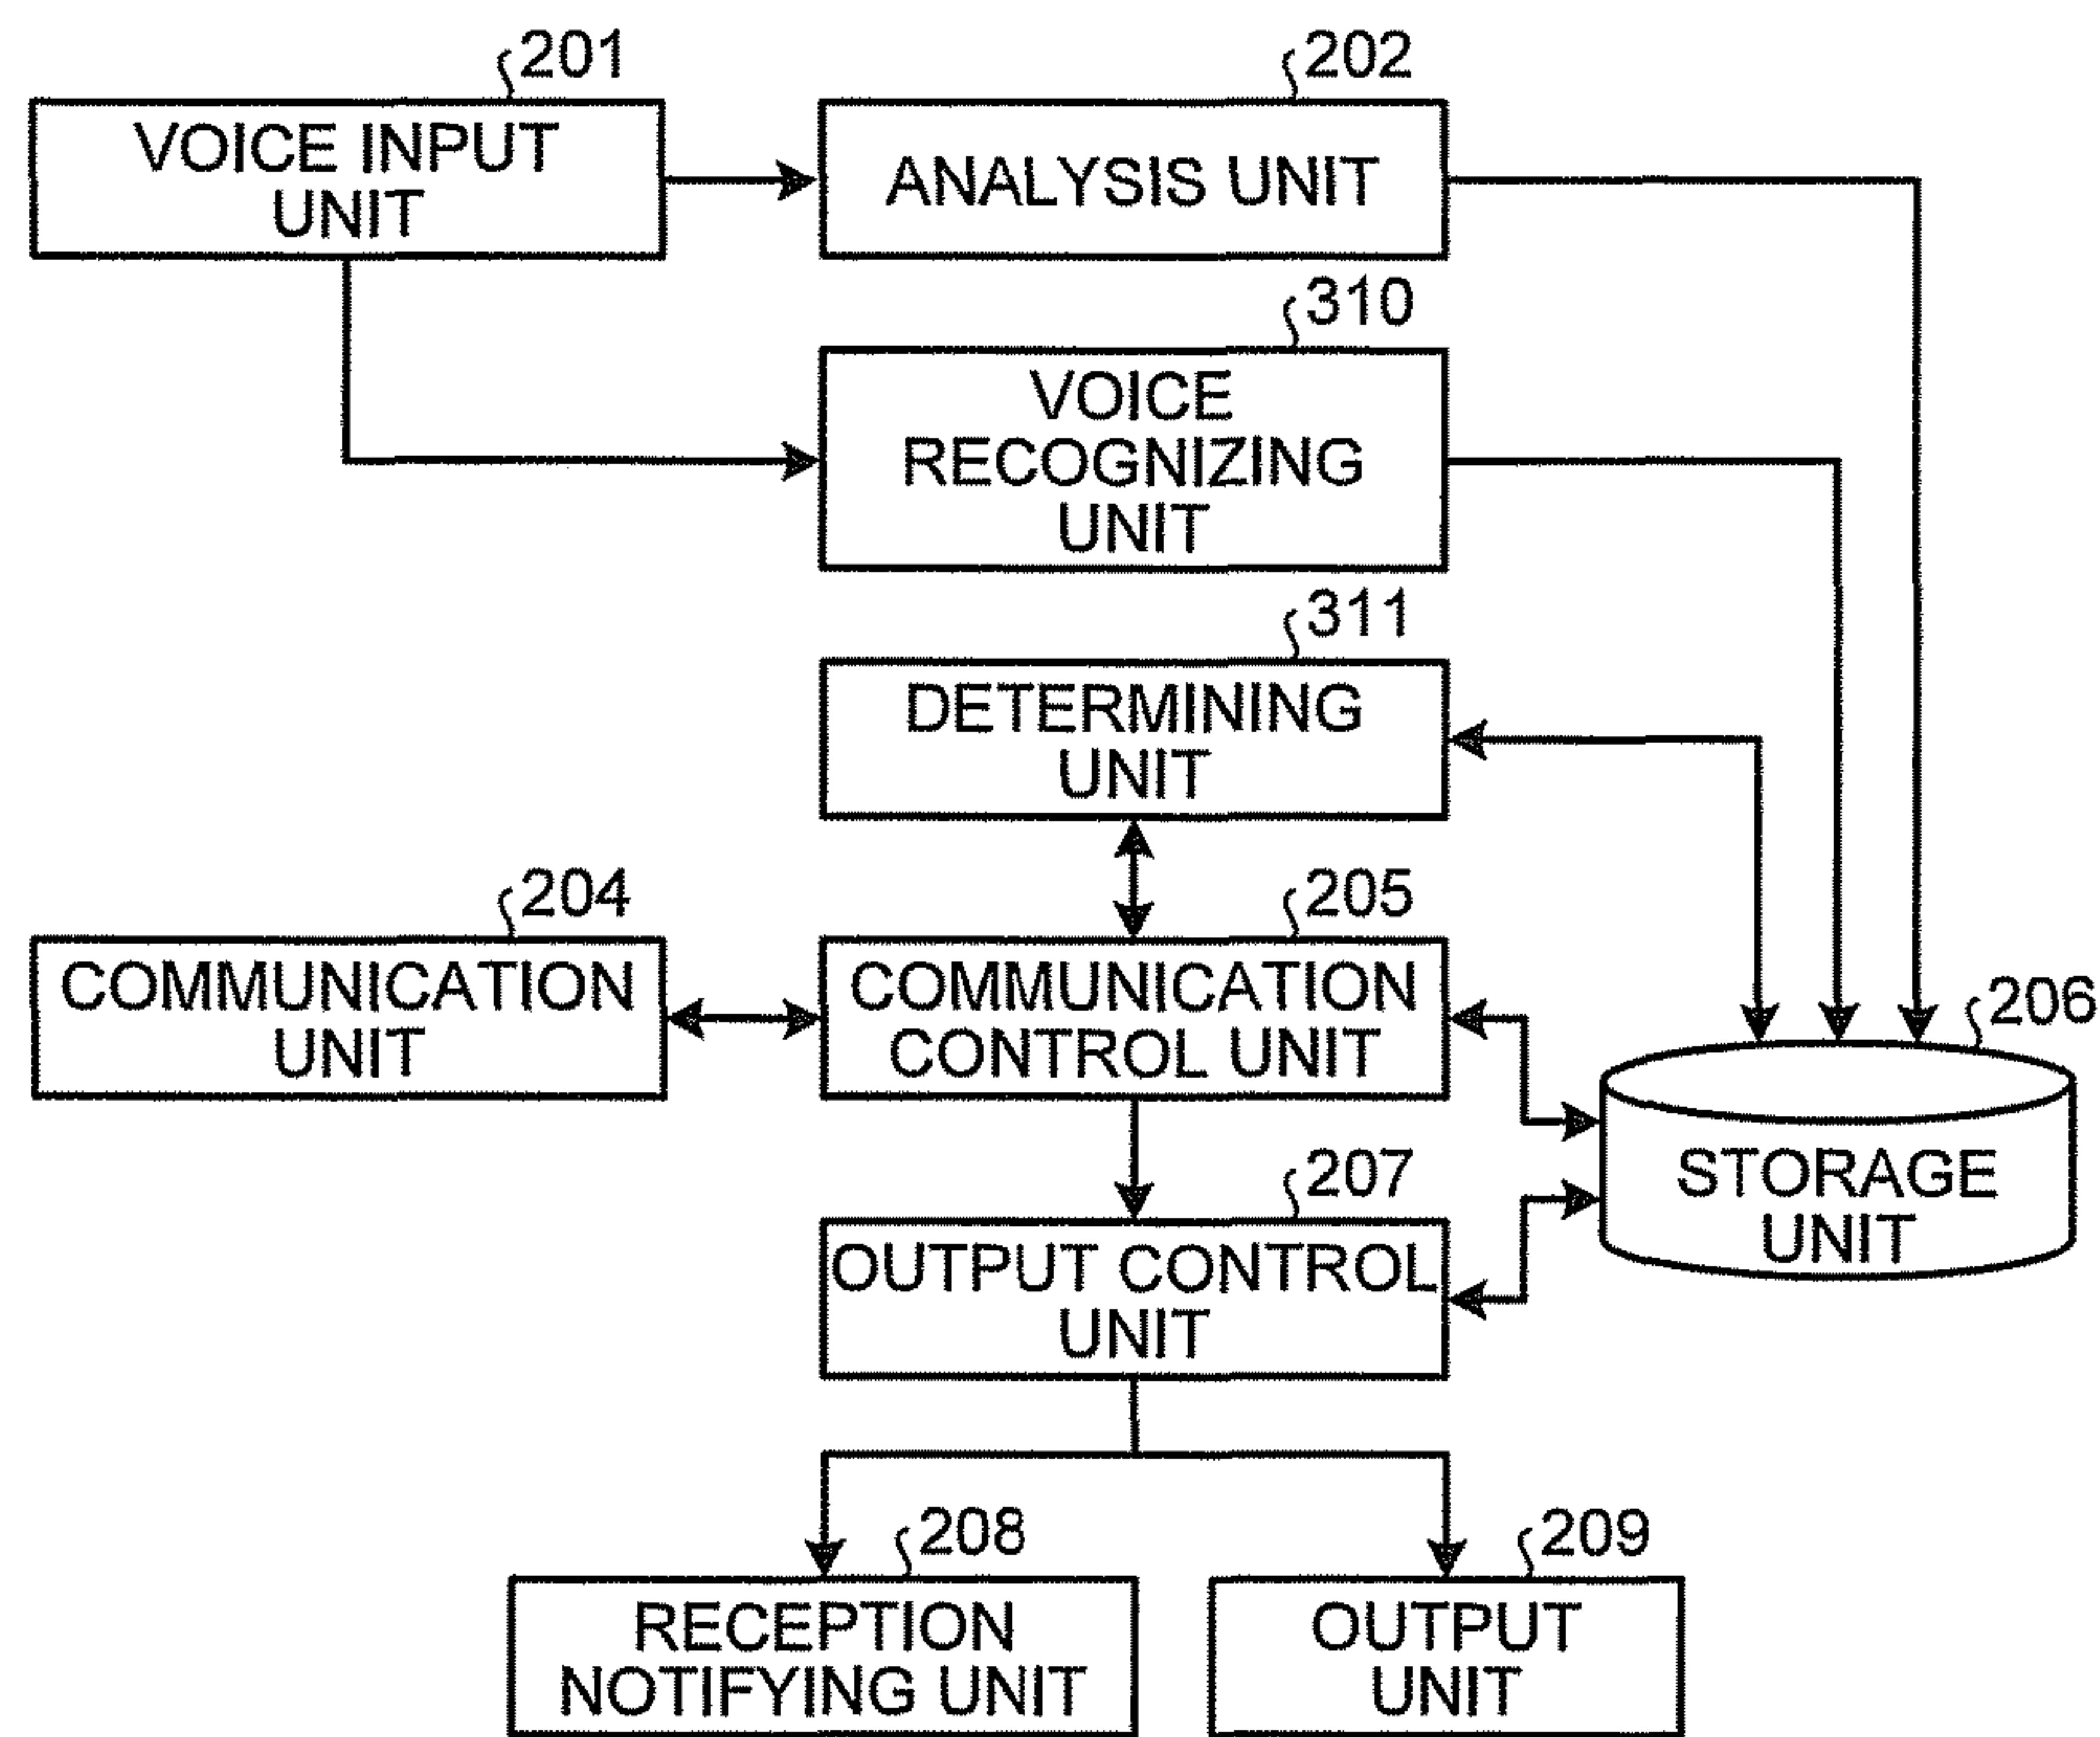 201
VOICE INPUT
UNIT
202
ANALYSIS UNIT
310
VOICE
RECOGNIZING
UNIT
311
DETERMINING
UNIT
204
COMMUNICATION
UNIT
205
COMMUNICATION
CONTROL UNIT
206
STORAGE
UNIT
207
OUTPUT CONTROL
UNIT
208
RECEPTION
NOTIFYING UNIT
209
OUTPUT
UNIT